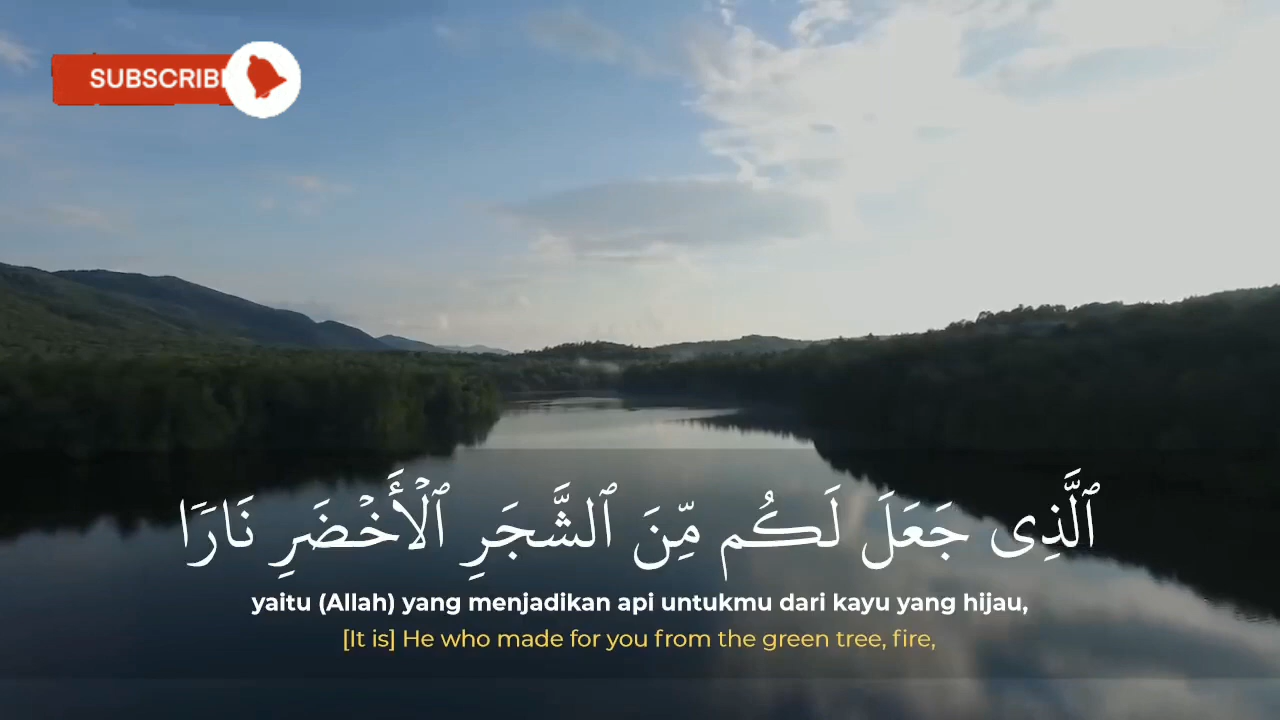 SUBSCRIBE
ٱلَّذِى جَعَلَ لَكُم مِّنَ ٱلشَّجَرِ ٱلْأَخْضَرِ نَارًا
yaitu (Allah) yang menjadikan api untukmu dari kayu yang hijau,
[It is] He who made for you from the green tree, fire,